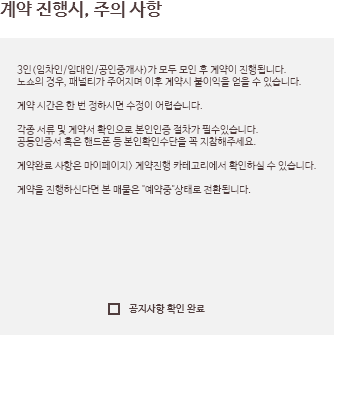 계약 진행시, 주의 사항
3인(임차인/임대인/공인중개사)가 모두 모인 후 계약이 진행됩니다.
노쇼의 경우, 패널티가 주어지며 이후 계약시 불이익을 얻을 수 있습니다.
계약 시간은 한 번 정하시면 수정이 어렵습니다.
각종 서류 및 계약서 확인으로 본인인증 절차가 필수있습니다.
공동인증서 혹은 핸드폰 등 본인확인수단을 꼭 지참해주세요.
계약완료 사항은 마이페이지> 계약진행 카테고리에서 확인하실 수 있습니다.
계약을 진행하신다면 본 매물은 "예약중"상태로 전환됩니다.
공지사항 확인 완료